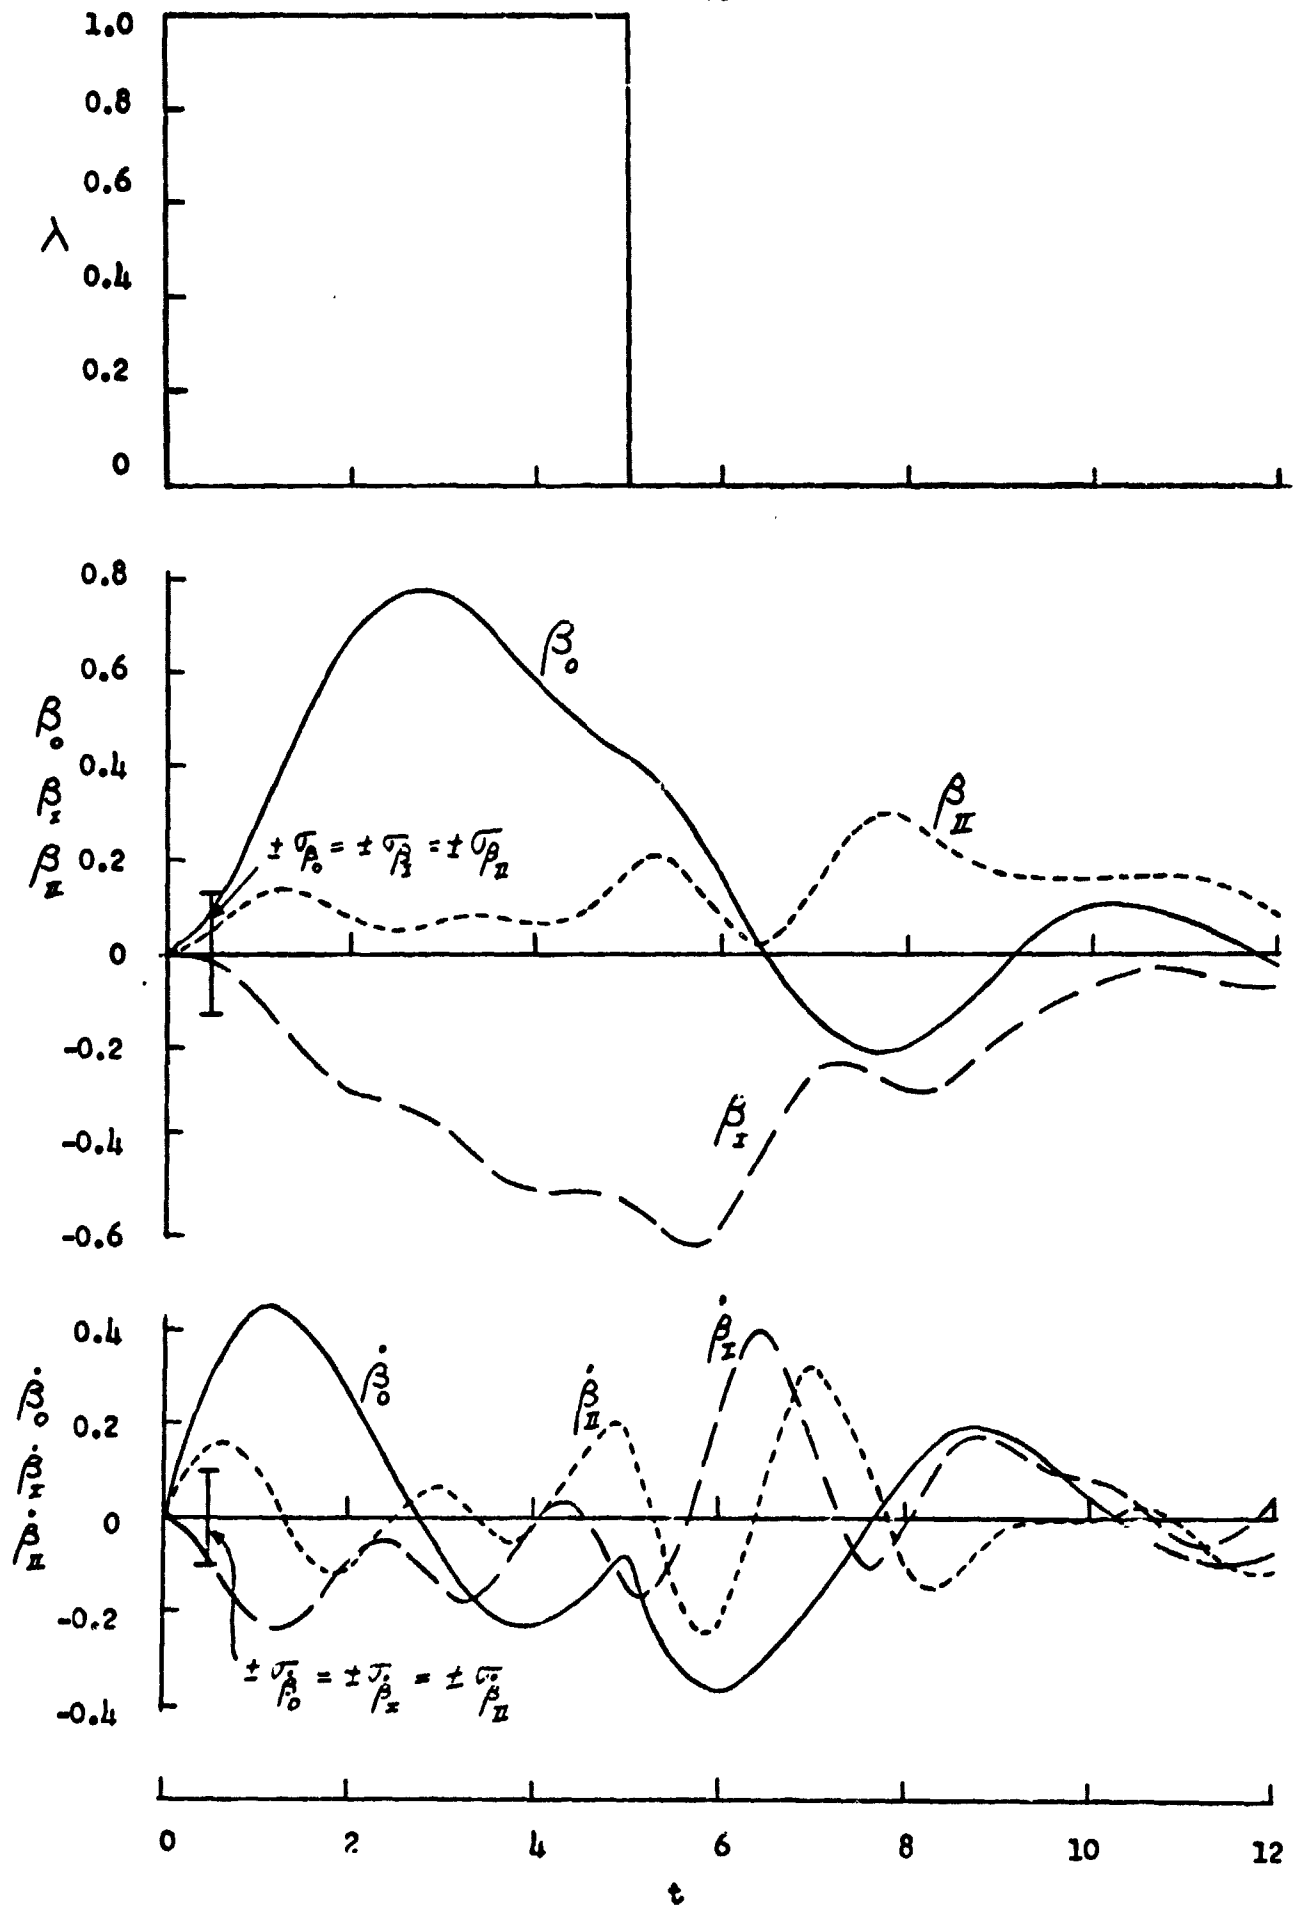 1.0
0.8
0.6
λ
0.4
0.2
0
0.8
0.6
β₀
β₀
0.4
β_I
β_II
± σ_β₀ = ± σ_β_I = ± σ_β_II
β_II 0.2
0
-0.2
β_I
-0.4
-0.6
β̇_I
0.4
β̇₀
β̇_II
β̇₀ 0.2
β̇_I
β̇_II 0
-0.2
± σ_β̇₀ = ± σ_β̇_I = ± σ_β̇_II
-0.4
0 2 4 6 8 10 12
t